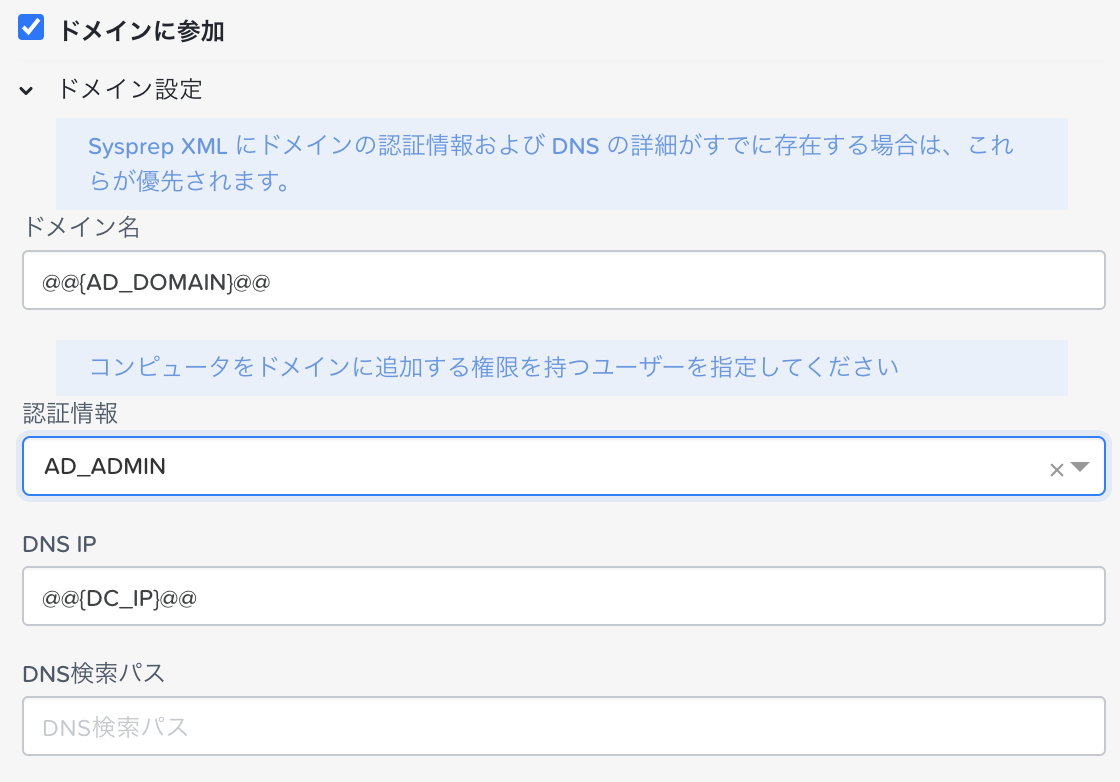 ドメインに参加
ドメイン設定
Sysprep XML にドメインの認証情報および DNS の詳細がすでに存在する場合は、これ
らが優先されます。
ドメイン名
@@{AD_DOMAIN}@@
コンピュータをドメインに追加する権限を持つユーザーを指定してください
認証情報
AD_ADMIN
DNS IP
@@{DC_IP}@@
DNS検索パス
DNS検索パス